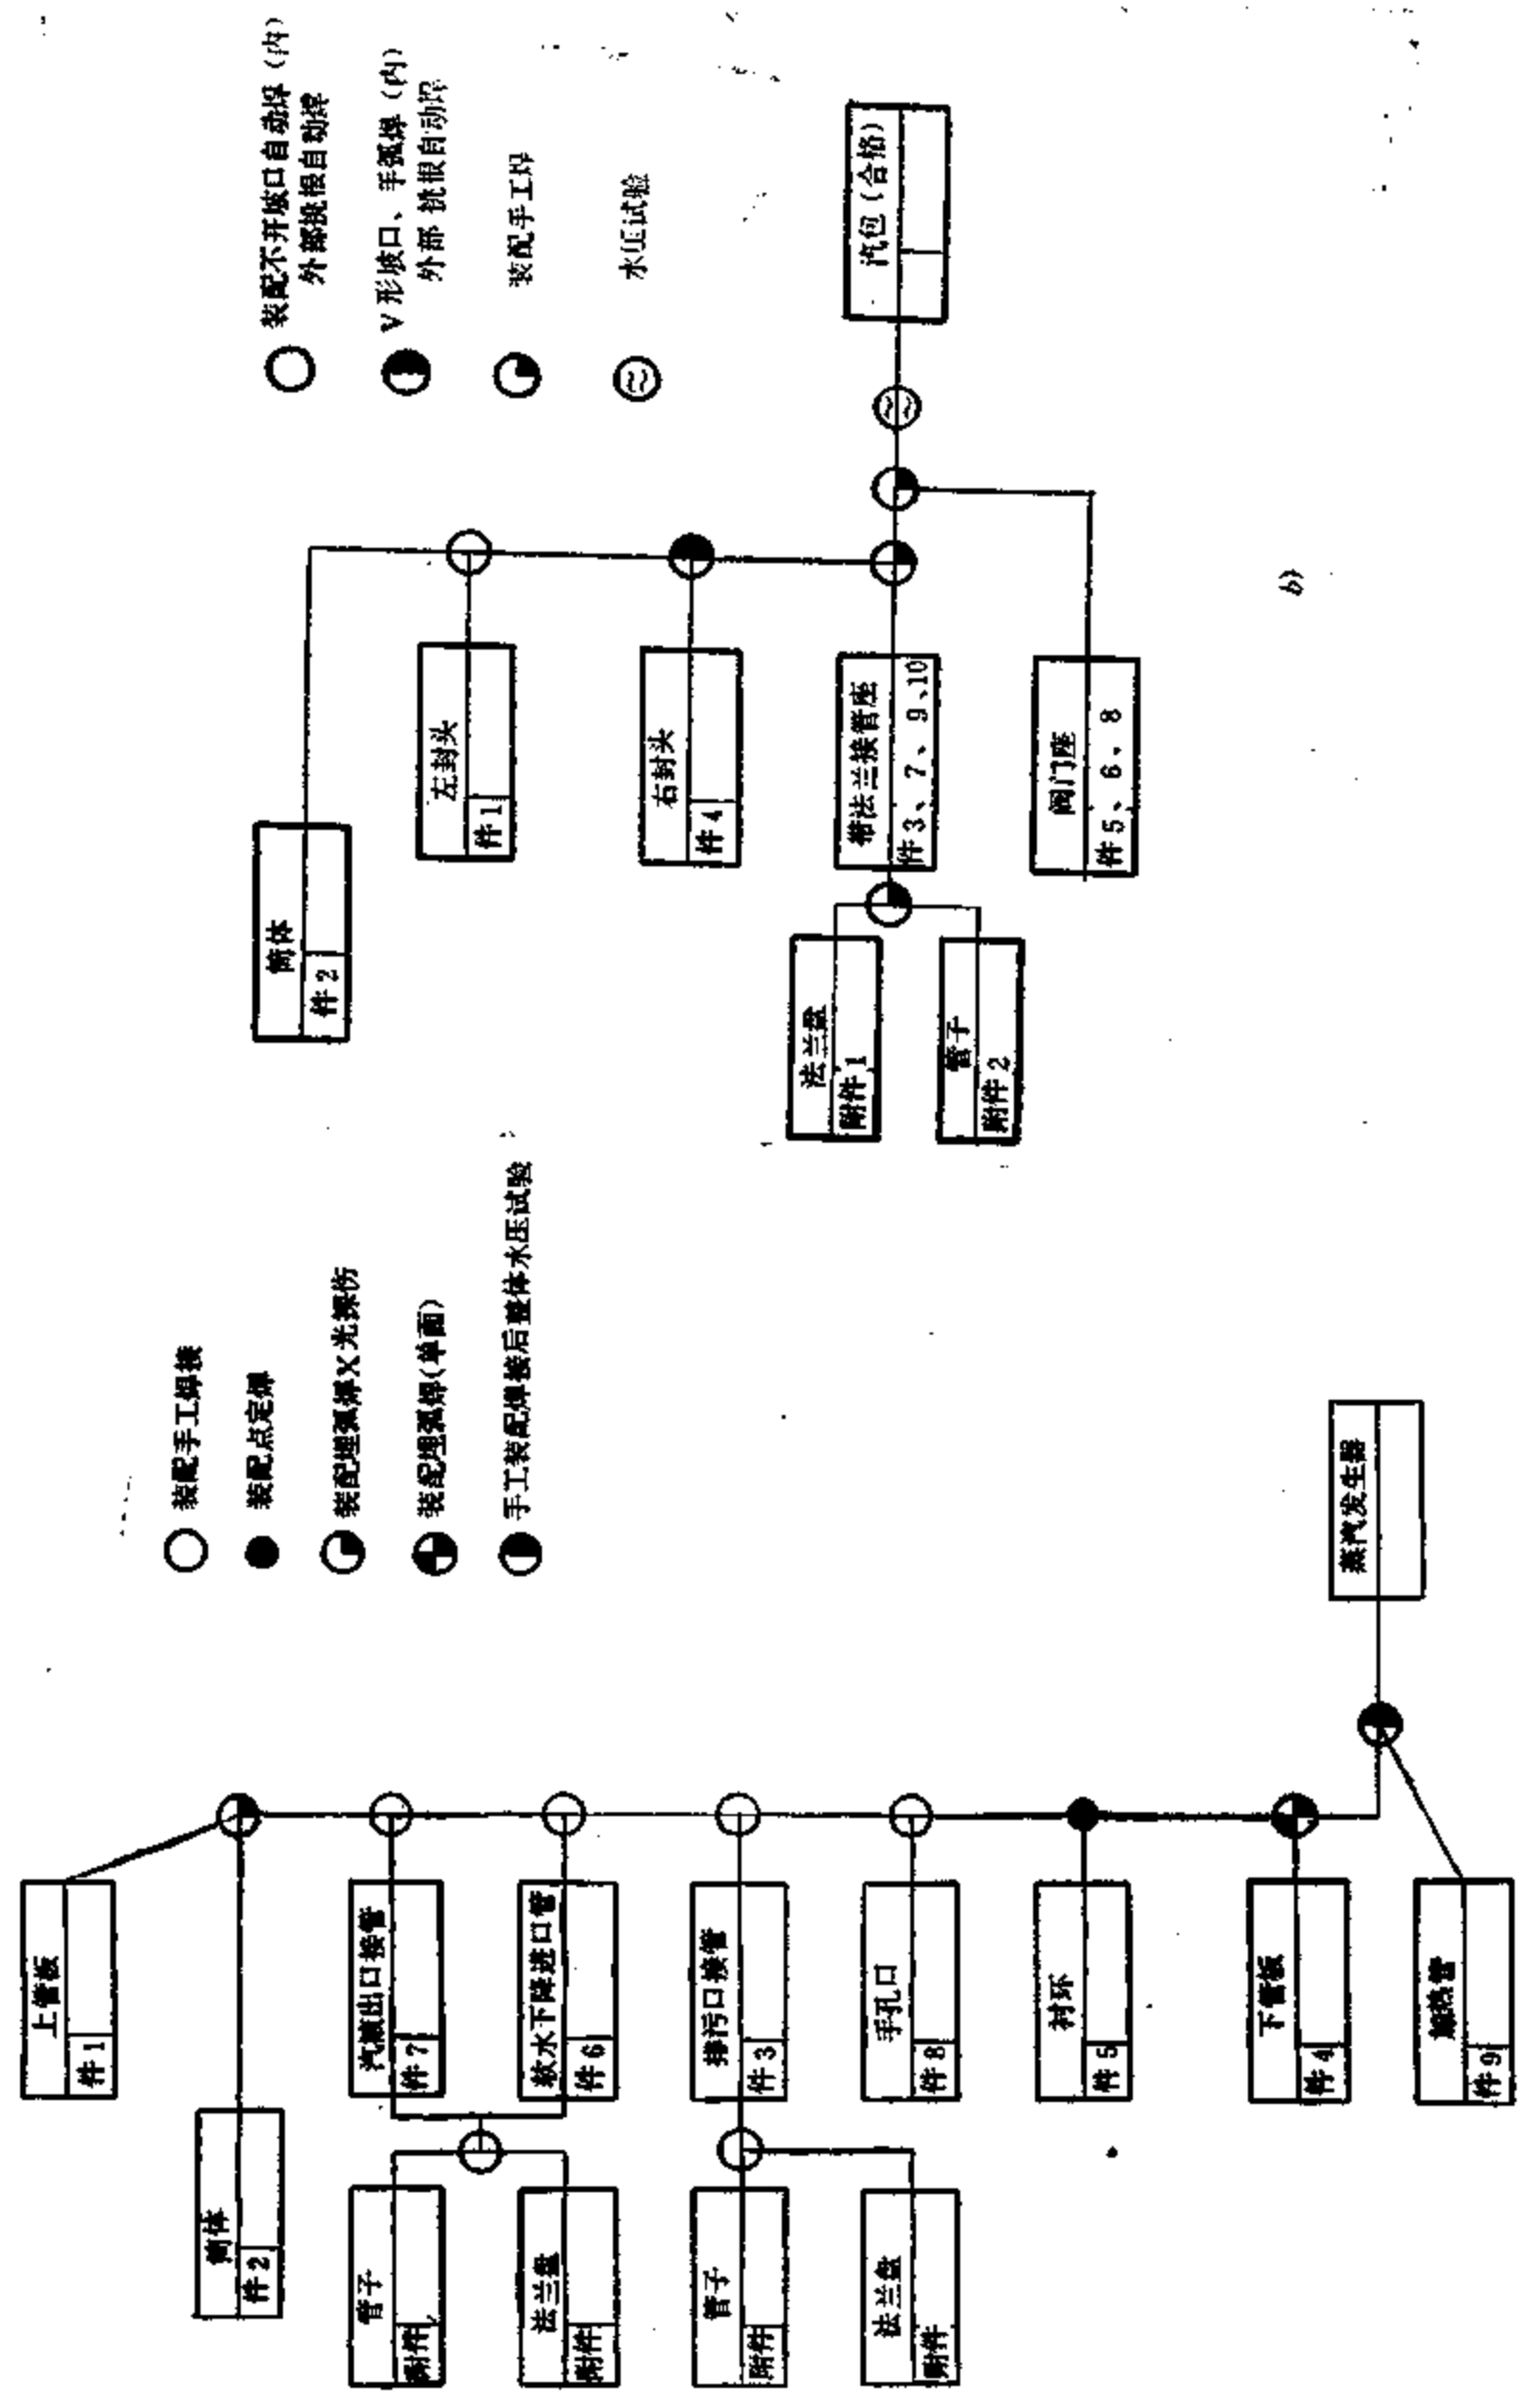 装配手工焊接
装配点定焊
装配埋弧焊X光探伤
装配埋弧焊(单面)
手工装配焊接后整体水压试验
上管板
件1
筒体
件2
汽液出口接管
件7
软水下降进口管
件6
管子
附件
法兰盘
附件
排污口接管
件3
管子
附件
手孔口
件8
法兰盘
附件
衬环
件5
下管板
件4
件9
蒸汽发生器
装配不开坡口自动焊(内)
外部挑根自动焊
V形坡口、手弧焊(内)
外部挑根自动焊
装配手工焊
水压试验
筒体
件2
左封头
件1
右封头
件4
带法兰接管座
件3、7、9、10
法兰盘
附件1
管子
附件2
阀门座
件5、6、8
汽包(合格)
b)